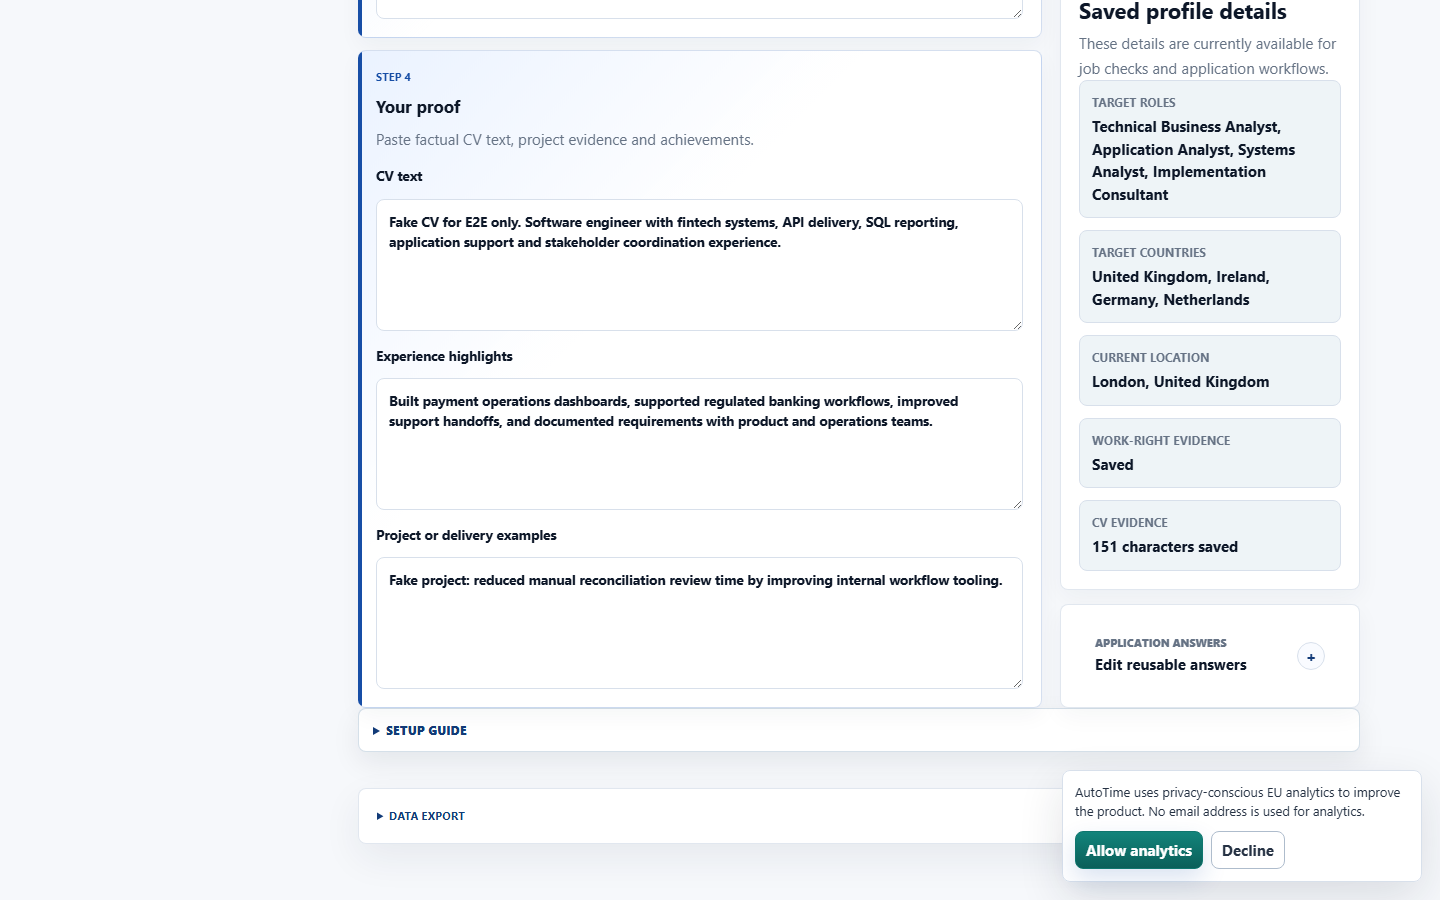 STEP 4
Your proof
Paste factual CV text, project evidence and achievements.
CV text
Fake CV for E2E only. Software engineer with fintech systems, API delivery, SQL reporting,
application support and stakeholder coordination experience.
Experience highlights
Built payment operations dashboards, supported regulated banking workflows, improved
support handoffs, and documented requirements with product and operations teams.
Project or delivery examples
Fake project: reduced manual reconciliation review time by improving internal workflow tooling.
Saved profile details
These details are currently available for
job checks and application workflows.
TARGET ROLES
Technical Business Analyst,
Application Analyst, Systems
Analyst, Implementation
Consultant
TARGET COUNTRIES
United Kingdom, Ireland,
Germany, Netherlands
CURRENT LOCATION
London, United Kingdom
WORK-RIGHT EVIDENCE
Saved
CV EVIDENCE
151 characters saved
APPLICATION ANSWERS
Edit reusable answers
+
SETUP GUIDE
DATA EXPORT
AutoTime uses privacy-conscious EU analytics to improve
the product. No email address is used for analytics.
Allow analytics
Decline